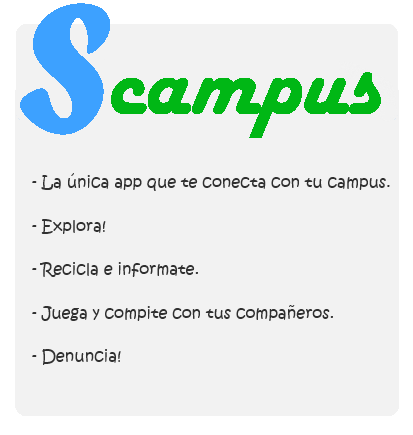 Scampus
- La única app que te conecta con tu campus.
- Explora!
- Recicla e informate.
- Juega y compite con tus compañeros.
- Denuncia!